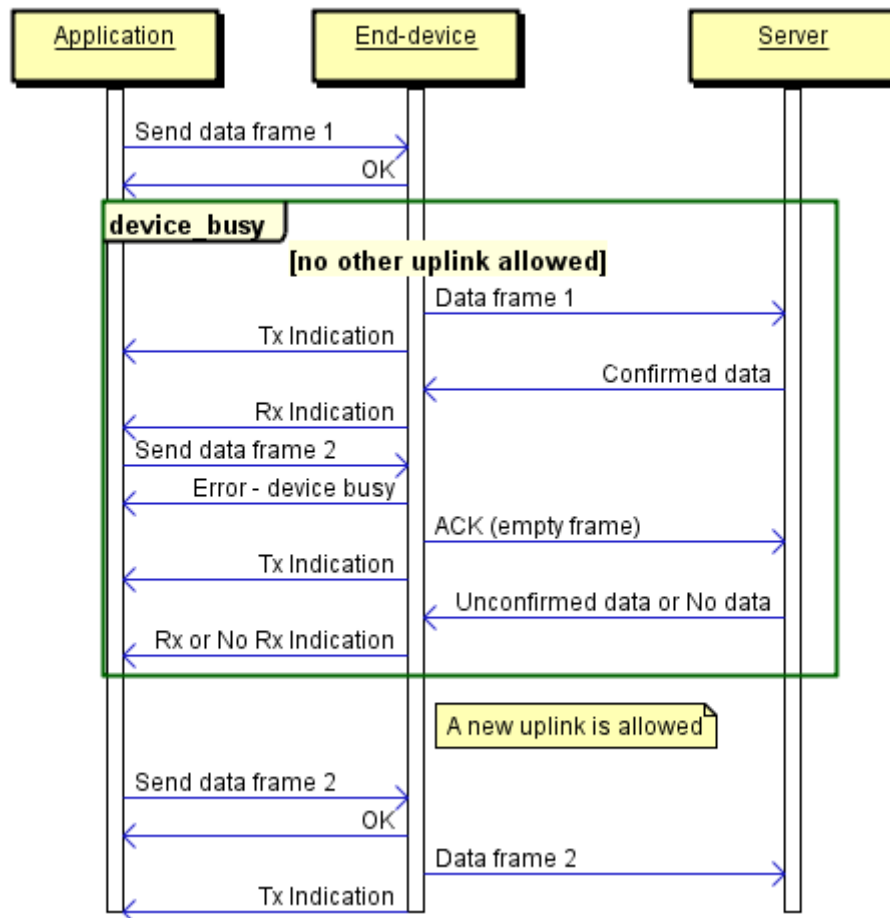 Application
End-device
Server
Send data frame 1
OK
device_busy
[no other uplink allowed]
Data frame 1
Tx Indication
Confirmed data
Rx Indication
Send data frame 2
Error - device busy
ACK (empty frame)
Tx Indication
Unconfirmed data or No data
Rx or No Rx Indication
A new uplink is allowed
Send data frame 2
OK
Data frame 2
Tx Indication